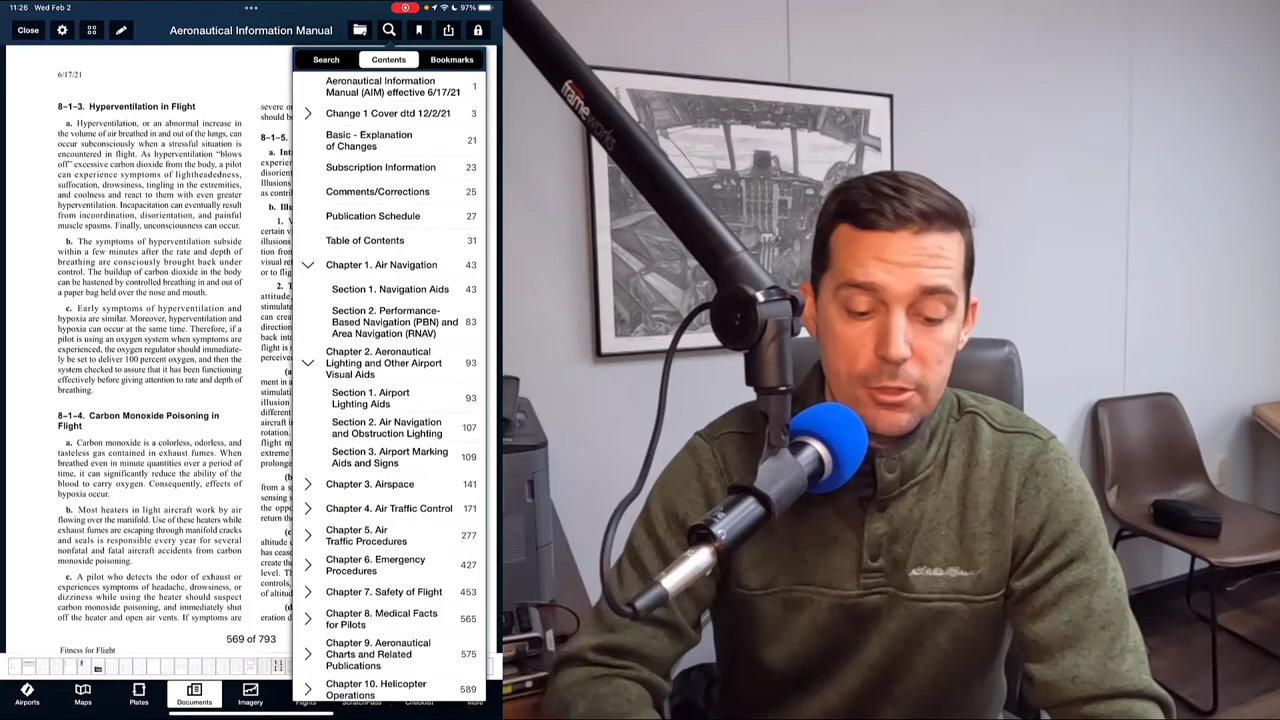 11:26 Wed Feb 2
97%
Close
Aeronautical Information Manual
6/17/21
8-1-3. Hyperventilation in Flight
a. Hyperventilation, or an abnormal increase in
the volume of air breathed in and out of the lungs, can
occur subconsciously when a stressful situation is
encountered in flight. As hyperventilation “blows
off” excessive carbon dioxide from the body, a pilot
can experience symptoms of lightheadedness,
suffocation, drowsiness, tingling in the extremities,
and coolness and react to them with even greater
hyperventilation. Incapacitation can eventually result
from incoordination, disorientation, and painful
muscle spasms. Finally, unconsciousness can occur.
b. The symptoms of hyperventilation subside
within a few minutes after the rate and depth of
breathing are consciously brought back under
control. The buildup of carbon dioxide in the body
can be hastened by controlled breathing in and out of
a paper bag held over the nose and mouth.
c. Early symptoms of hyperventilation and
hypoxia are similar. Moreover, hyperventilation and
hypoxia can occur at the same time. Therefore, if a
pilot is using an oxygen system when symptoms are
experienced, the oxygen regulator should immediate-
ly be set to deliver 100 percent oxygen, and then the
system checked to assure that it has been functioning
effectively before giving attention to rate and depth of
breathing.
8-1-4. Carbon Monoxide Poisoning in
Flight
a. Carbon monoxide is a colorless, odorless, and
tasteless gas contained in exhaust fumes. When
breathed even in minute quantities over a period of
time, it can significantly reduce the ability of the
blood to carry oxygen. Consequently, effects of
hypoxia occur.
b. Most heaters in light aircraft work by air
flowing over the manifold. Use of these heaters while
exhaust fumes are escaping through manifold cracks
and seals is responsible every year for several
nonfatal and fatal aircraft accidents from carbon
monoxide poisoning.
c. A pilot who detects the odor of exhaust or
experiences symptoms of headache, drowsiness, or
dizziness while using the heater should suspect
carbon monoxide poisoning, and immediately shut
off the heater and open air vents. If symptoms are
Fitness for Flight
569 of 793
Search Contents Bookmarks
Aeronautical Information
Manual (AIM) effective 6/17/21 1
Change 1 Cover dtd 12/2/21 3
Basic - Explanation
of Changes 21
Subscription Information 23
Comments/Corrections 25
Publication Schedule 27
Table of Contents 31
Chapter 1. Air Navigation 43
Section 1. Navigation Aids 43
Section 2. Performance-
Based Navigation (PBN) and 83
Area Navigation (RNAV)
Chapter 2. Aeronautical
Lighting and Other Airport 93
Visual Aids
Section 1. Airport
Lighting Aids 93
Section 2. Air Navigation
and Obstruction Lighting 107
Section 3. Airport Marking
Aids and Signs 109
Chapter 3. Airspace 141
Chapter 4. Air Traffic Control 171
Chapter 5. Air
Traffic Procedures 277
Chapter 6. Emergency
Procedures 427
Chapter 7. Safety of Flight 453
Chapter 8. Medical Facts
for Pilots 565
Chapter 9. Aeronautical
Charts and Related 575
Publications
Chapter 10. Helicopter
Operations 589
Airports Maps Plates Documents Imagery
frameworks
Eddie Bauer